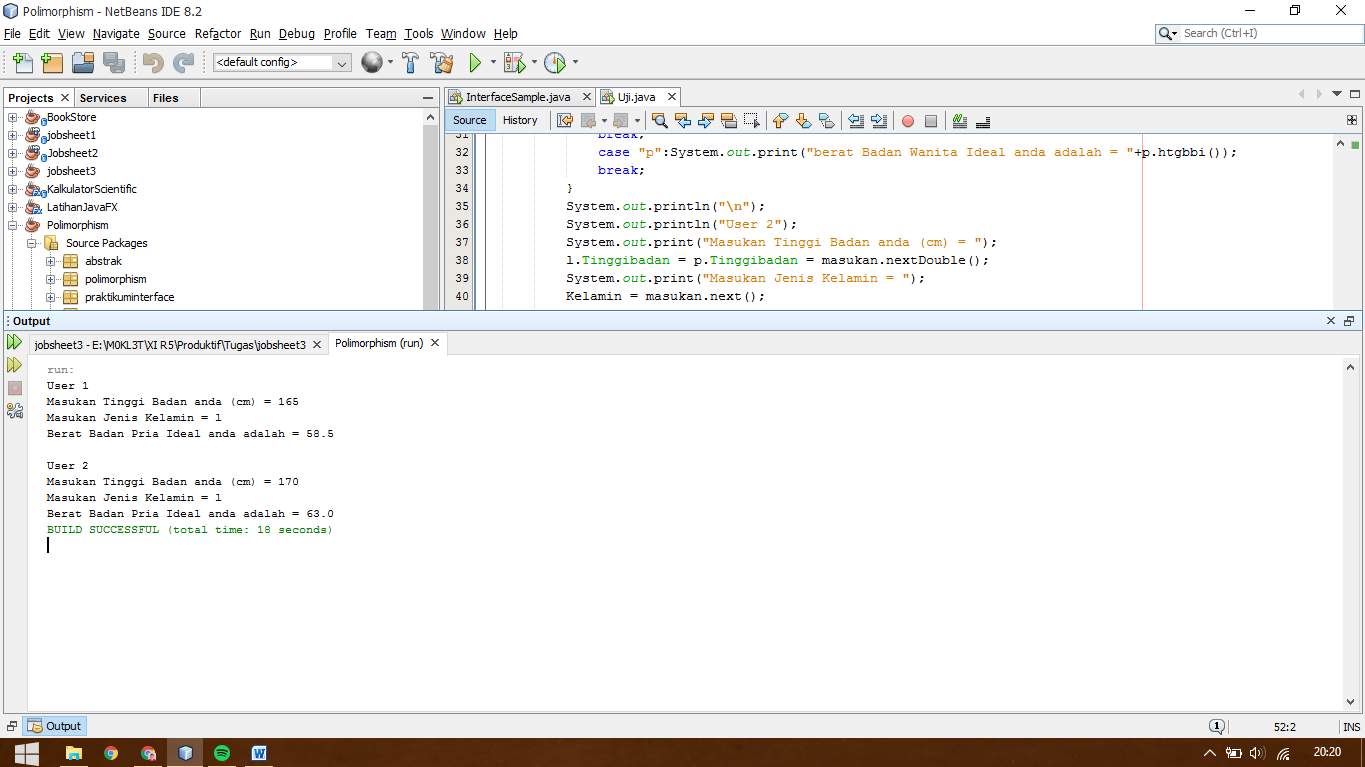 Polimorphism - NetBeans IDE 8.2
File Edit View Navigate Source Refactor Run Debug Profile Team Tools Window Help
Search (Ctrl+I)
<default config>
Projects Services Files
InterfaceSample.java Uji.java
Source History
BookStore
jobsheet1
Jobsheet2
jobsheet3
KalkulatorScientific
LatihanJavaFX
Polimorphism
Source Packages
abstrak
polimorphism
praktikuminterface
31 break;
32 case "p":System.out.print("berat Badan Wanita Ideal anda adalah = "+p.htgbbi());
33 break;
34 }
35 System.out.println("\n");
36 System.out.println("User 2");
37 System.out.print("Masukan Tinggi Badan anda (cm) = ");
38 l.Tinggibadan = p.Tinggibadan = masukan.nextDouble();
39 System.out.print("Masukan Jenis Kelamin = ");
40 Kelamin = masukan.next();
Output
jobsheet3 - E:\M0KL3T\XI R5\Produktif\Tugas\jobsheet3 Polimorphism (run)
run:
User 1
Masukan Tinggi Badan anda (cm) = 165
Masukan Jenis Kelamin = l
Berat Badan Pria Ideal anda adalah = 58.5
User 2
Masukan Tinggi Badan anda (cm) = 170
Masukan Jenis Kelamin = l
Berat Badan Pria Ideal anda adalah = 63.0
BUILD SUCCESSFUL (total time: 18 seconds)
Output
1 52:2 INS
20:20